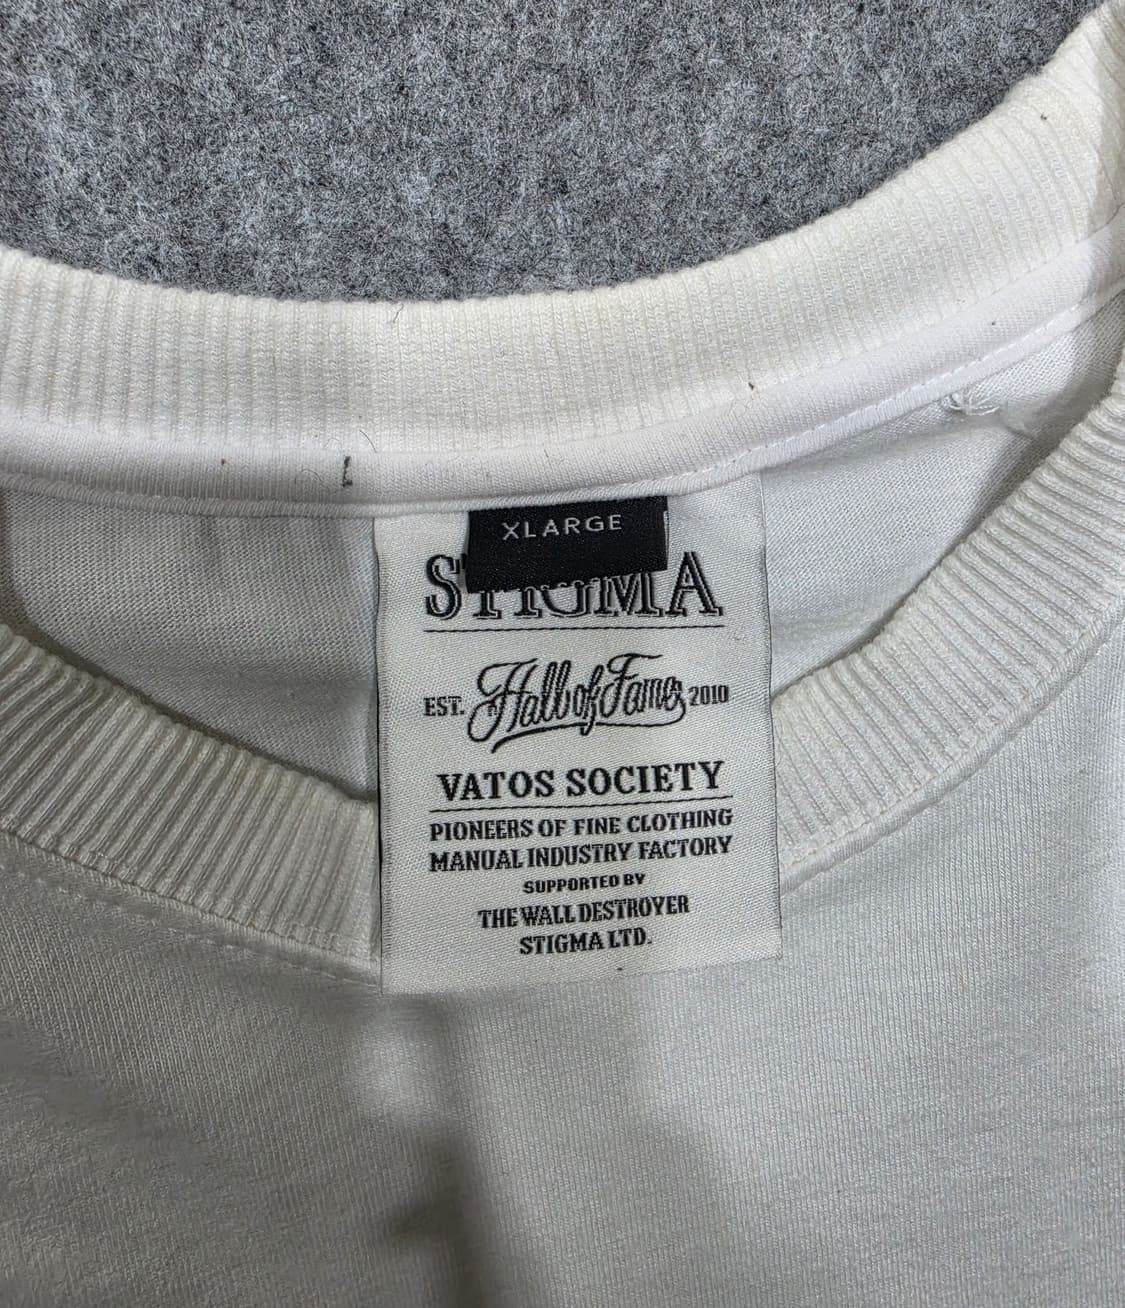 XLARGE
STIGMA
EST. Hall of Fame 2010
VATOS SOCIETY
PIONEERS OF FINE CLOTHING
MANUAL INDUSTRY FACTORY
SUPPORTED BY
THE WALL DESTROYER
STIGMA LTD.